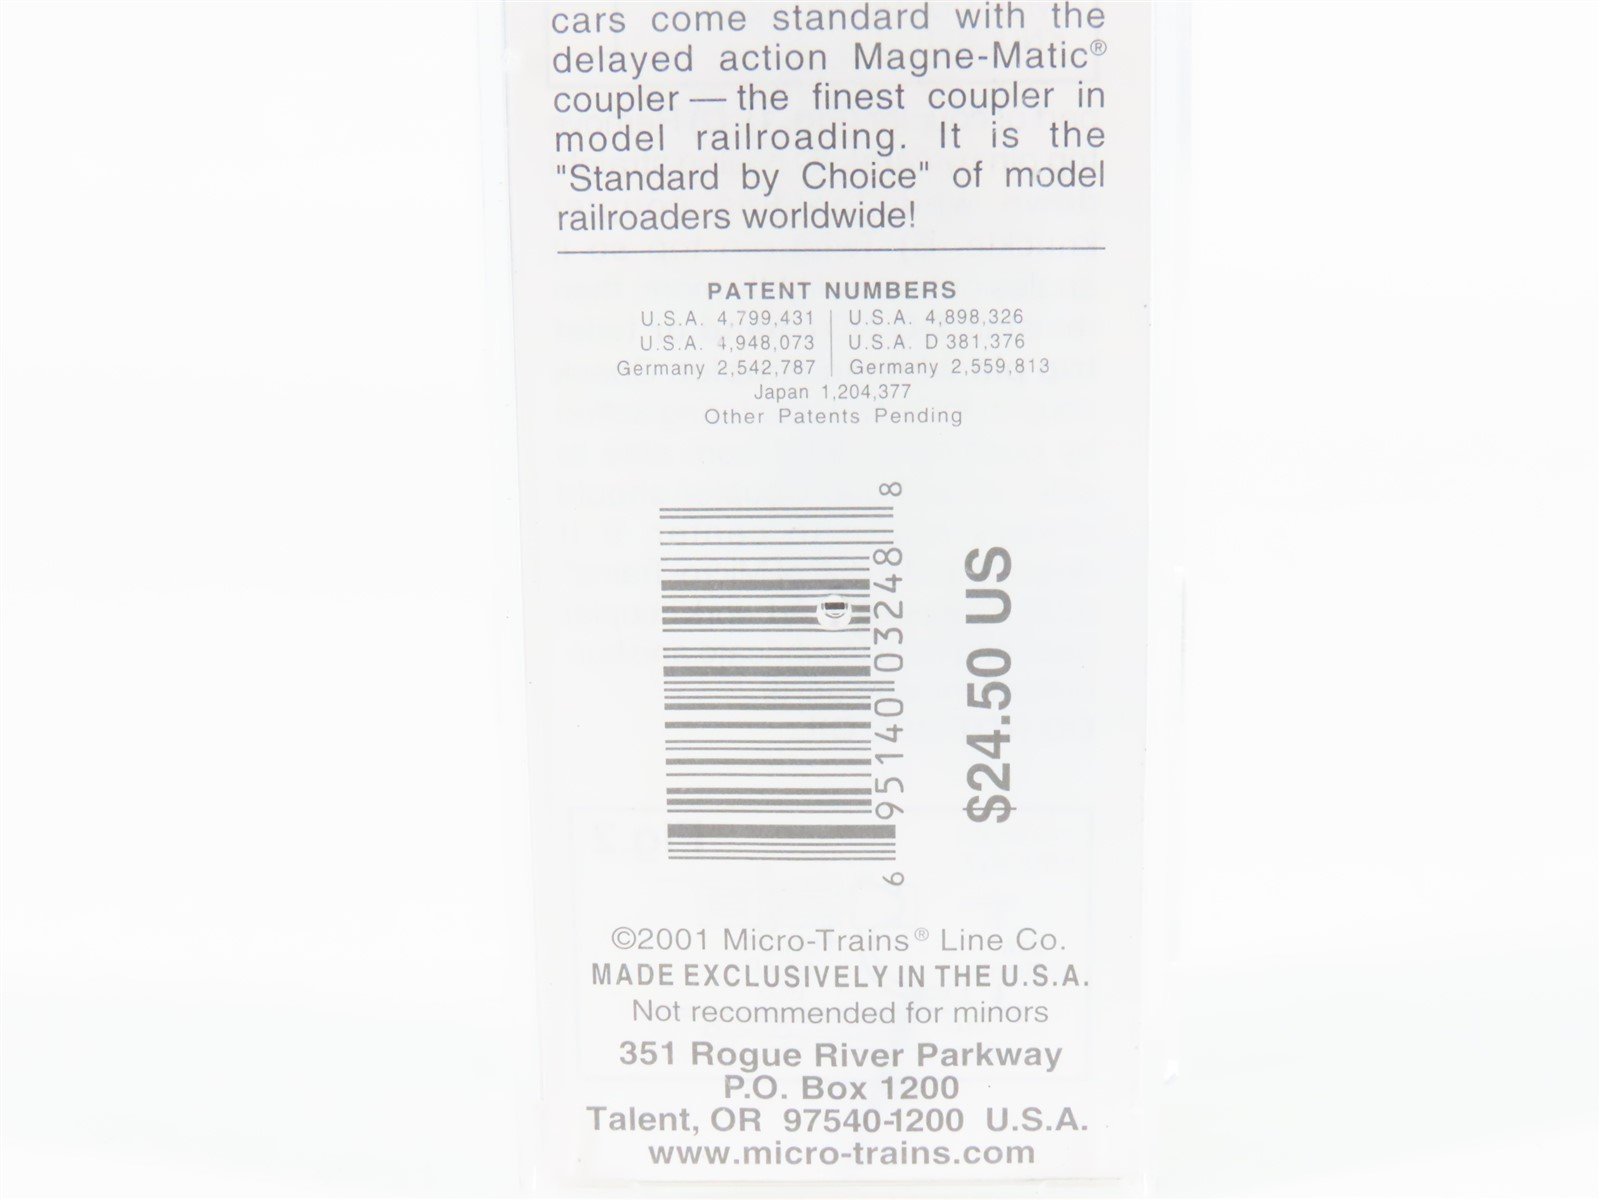 cars come standard with the
delayed action Magne-Matic®
coupler — the finest coupler in
model railroading. It is the
"Standard by Choice" of model
railroaders worldwide!
PATENT NUMBERS
U.S.A. 4,799,431 | U.S.A. 4,898,326
U.S.A. 4,948,073 | U.S.A. D 381,376
Germany 2,542,787 | Germany 2,559,813
Japan 1,204,377
Other Patents Pending
6 95140 03248 8
$24.50 US
©2001 Micro-Trains® Line Co.
MADE EXCLUSIVELY IN THE U.S.A.
Not recommended for minors
351 Rogue River Parkway
P.O. Box 1200
Talent, OR 97540-1200 U.S.A.
www.micro-trains.com